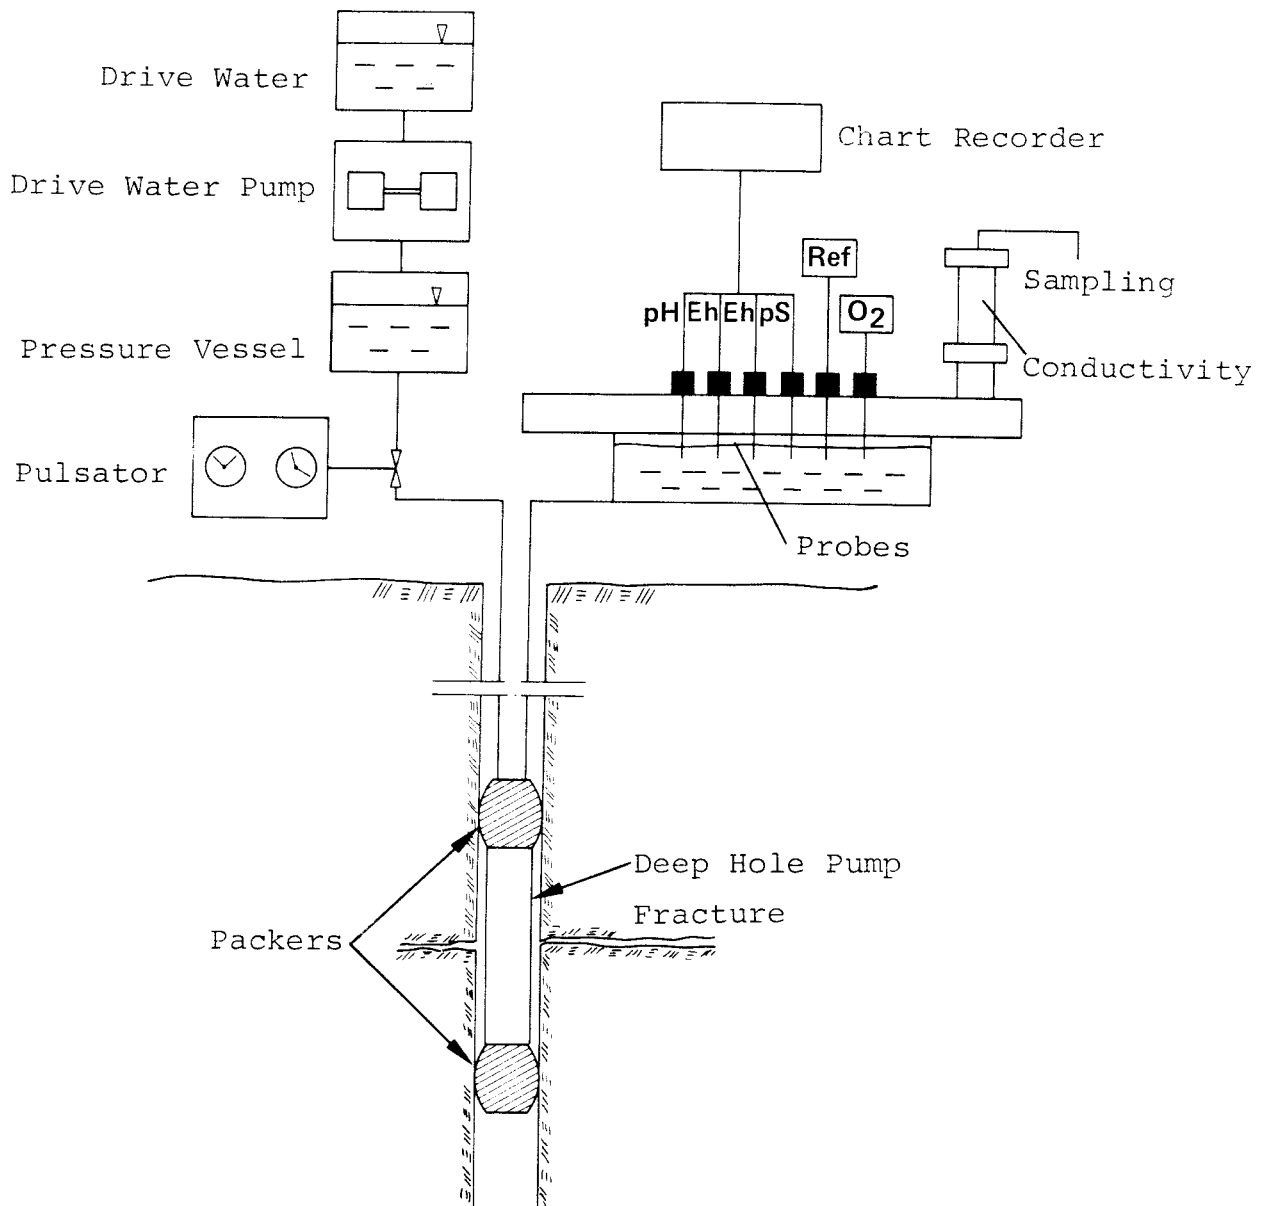 Drive Water
Chart Recorder
Drive Water Pump
Ref
Sampling
pH Eh Eh pS
O2
Pressure Vessel
Conductivity
Pulsator
Probes
Deep Hole Pump
Fracture
Packers